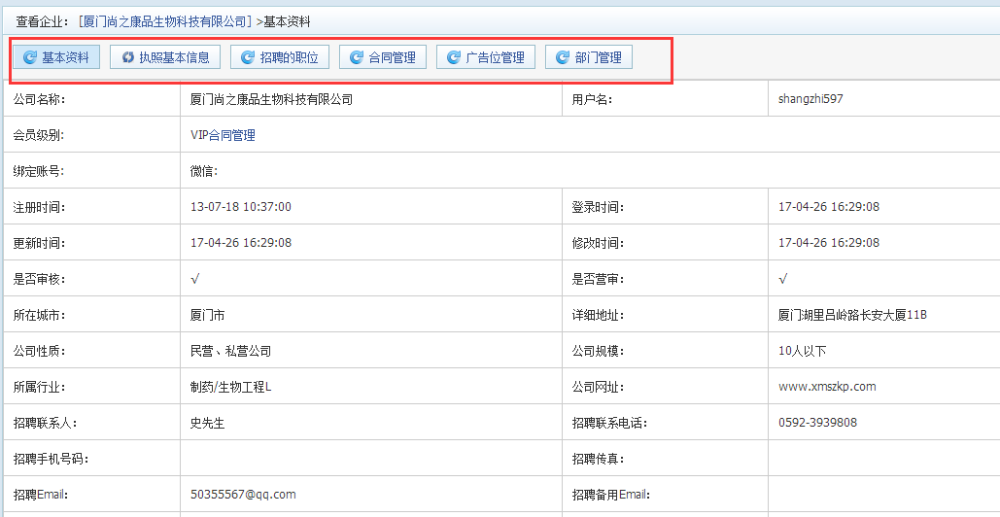 查看企业：[厦门尚之康品生物科技有限公司] >基本资料
基本资料 执照基本信息 招聘的职位 合同管理 广告位管理 部门管理
公司名称： 厦门尚之康品生物科技有限公司 用户名： shangzhi597
会员级别: VIP合同管理
绑定账号: 微信:
注册时间： 13-07-18 10:37:00 登录时间： 17-04-26 16:29:08
更新时间： 17-04-26 16:29:08 修改时间： 17-04-26 16:29:08
是否审核： √ 是否营审： √
所在城市： 厦门市 详细地址： 厦门湖里吕岭路长安大厦11B
公司性质： 民营、私营公司 公司规模： 10人以下
所属行业： 制药/生物工程L 公司网址： www.xmszkp.com
招聘联系人： 史先生 招聘联系电话： 0592-3939808
招聘手机号码： 招聘传真：
招聘Email： 50355567@qq.com 招聘备用Email：